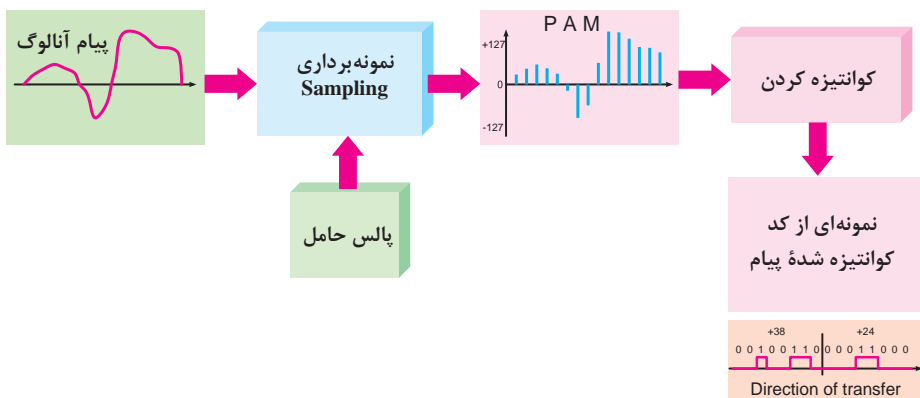 پیام آنالوگ
نمونه‌برداری
Sampling
PAM
+127
0
-127
کوانتیزه کردن
پالس حامل
نمونه‌ای از کد
کوانتیزه شدهٔ پیام
+38 +24
0 0 1 0 0 1 1 0 0 0 0 1 1 0 0 0
Direction of transfer